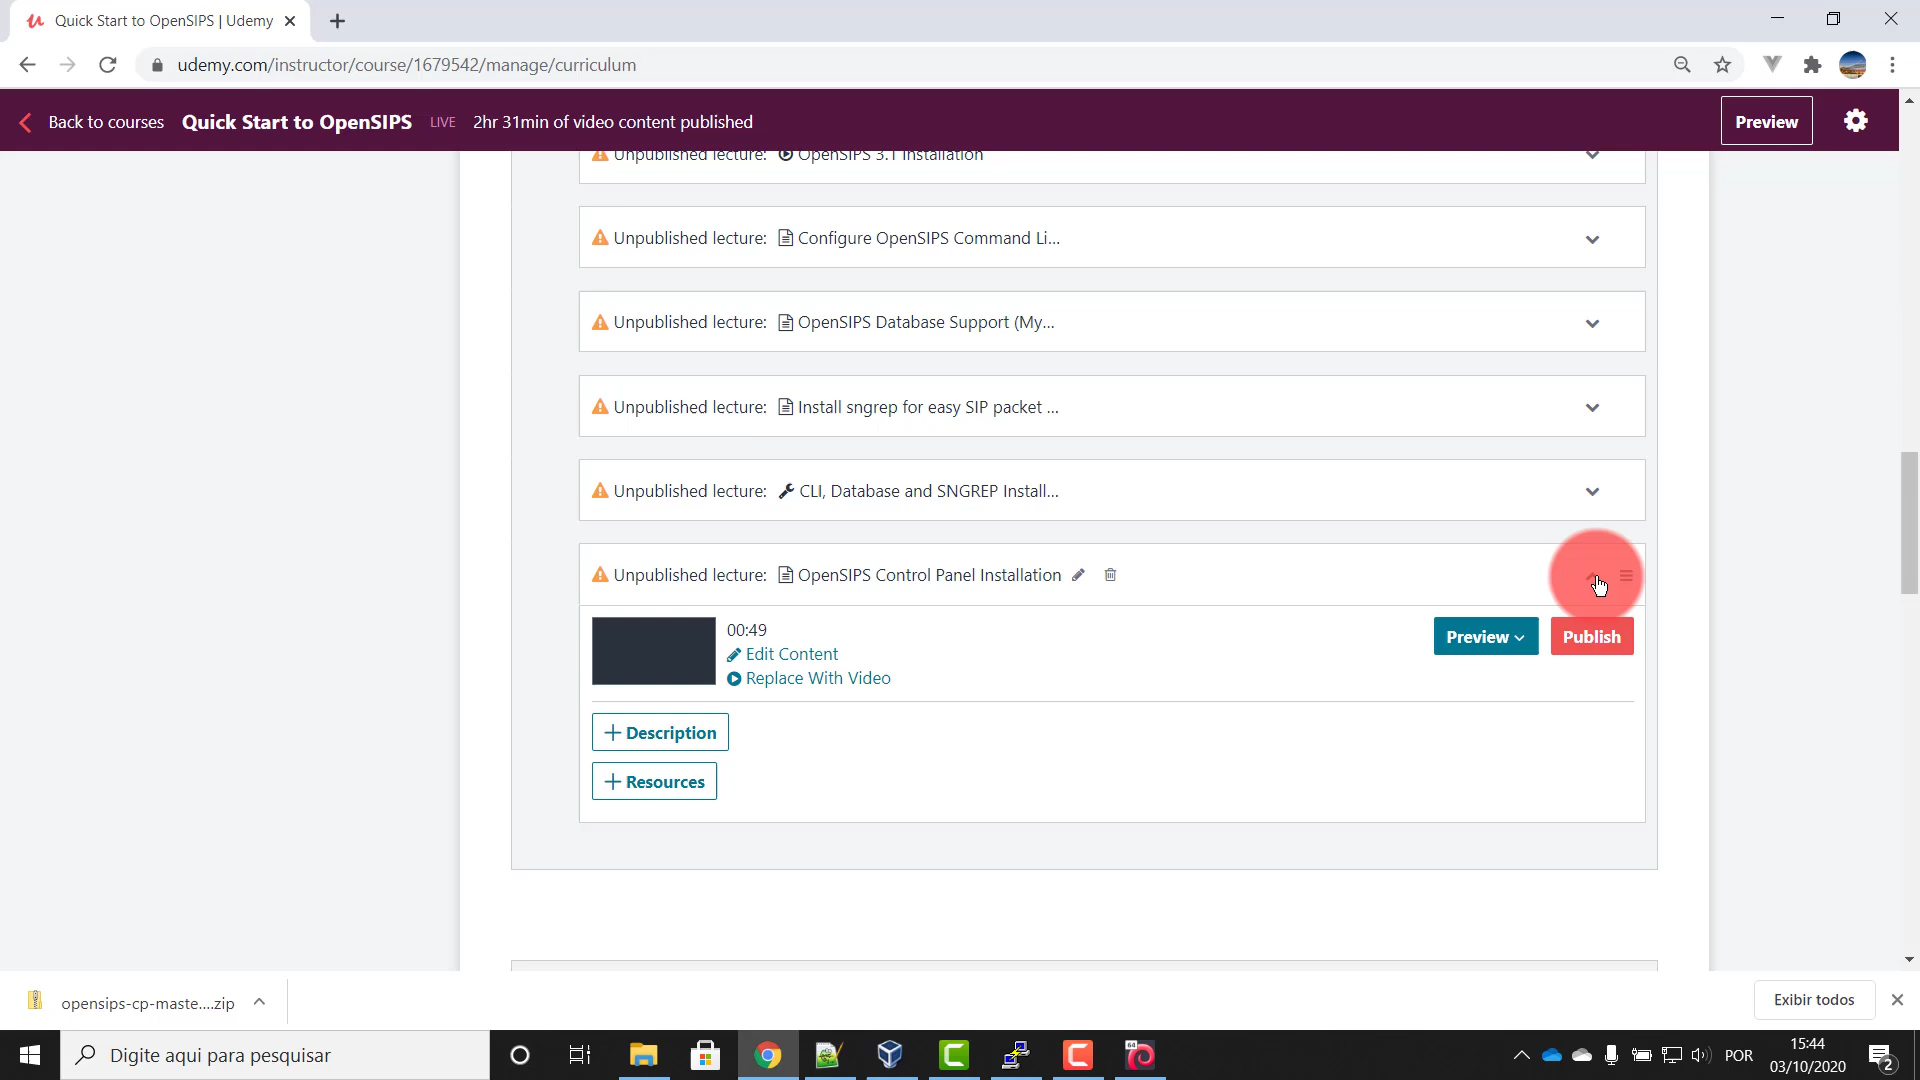 Quick Start to OpenSIPS | Udemy
udemy.com/instructor/course/1679542/manage/curriculum
Back to courses Quick Start to OpenSIPS LIVE 2hr 31min of video content published Preview
Unpublished lecture: OpenSIPS 3.1 Installation
Unpublished lecture: Configure OpenSIPS Command Li...
Unpublished lecture: OpenSIPS Database Support (My...
Unpublished lecture: Install sngrep for easy SIP packet ...
Unpublished lecture: CLI, Database and SNGREP Install...
Unpublished lecture: OpenSIPS Control Panel Installation
00:49
Edit Content
Replace With Video
Preview Publish
+ Description
+ Resources
opensips-cp-maste....zip
Exibir todos
Digite aqui para pesquisar
POR
15:44
03/10/2020
2
64